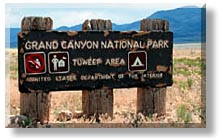 GRAND CANYON NATIONAL PARK
TUWEEP AREA
UNITED STATES DEPARTMENT OF THE INTERIOR